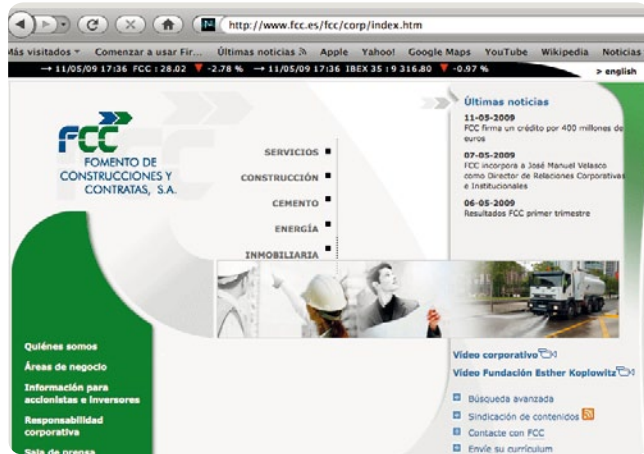 http://www.fcc.es/fcc/corp/index.htm
Más visitados Comenzar a usar Fir... Últimas noticias Apple Yahoo! Google Maps YouTube Wikipedia Noticias
→ 11/05/09 17:36 FCC : 28.02 ▼ -2.78 % → 11/05/09 17:36 IBEX 35 : 9 316.80 ▼ -0.97 %
> english
FCC
FOMENTO DE
CONSTRUCCIONES Y
CONTRATAS, S.A.
SERVICIOS
CONSTRUCCIÓN
CEMENTO
ENERGÍA
INMOBILIARIA
Últimas noticias
11-05-2009
FCC firma un crédito por 400 millones de
euros
07-05-2009
FCC incorpora a José Manuel Velasco
como Director de Relaciones Corporativas
e Institucionales
06-05-2009
Resultados FCC primer trimestre
Quiénes somos
Áreas de negocio
Información para
accionistas e inversores
Responsabilidad
corporativa
Sala de prensa
Vídeo corporativo
Vídeo Fundación Esther Koplowitz
Búsqueda avanzada
Sindicación de contenidos
Contacte con FCC
Envíe su currículum